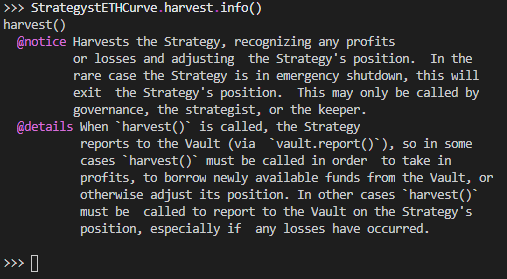 >>> StrategystETHCurve.harvest.info()
harvest()
@notice Harvests the Strategy, recognizing any profits
or losses and adjusting  the Strategy's position.  In the
rare case the Strategy is in emergency shutdown, this will
exit  the Strategy's position.  This may only be called by
governance, the strategist, or the keeper.
@details When `harvest()` is called, the Strategy
reports to the Vault (via  `vault.report()`), so in some
cases `harvest()` must be called in order  to take in
profits, to borrow newly available funds from the Vault, or
otherwise adjust its position. In other cases `harvest()`
must be  called to report to the Vault on the Strategy's
position, especially if  any losses have occurred.
>>>